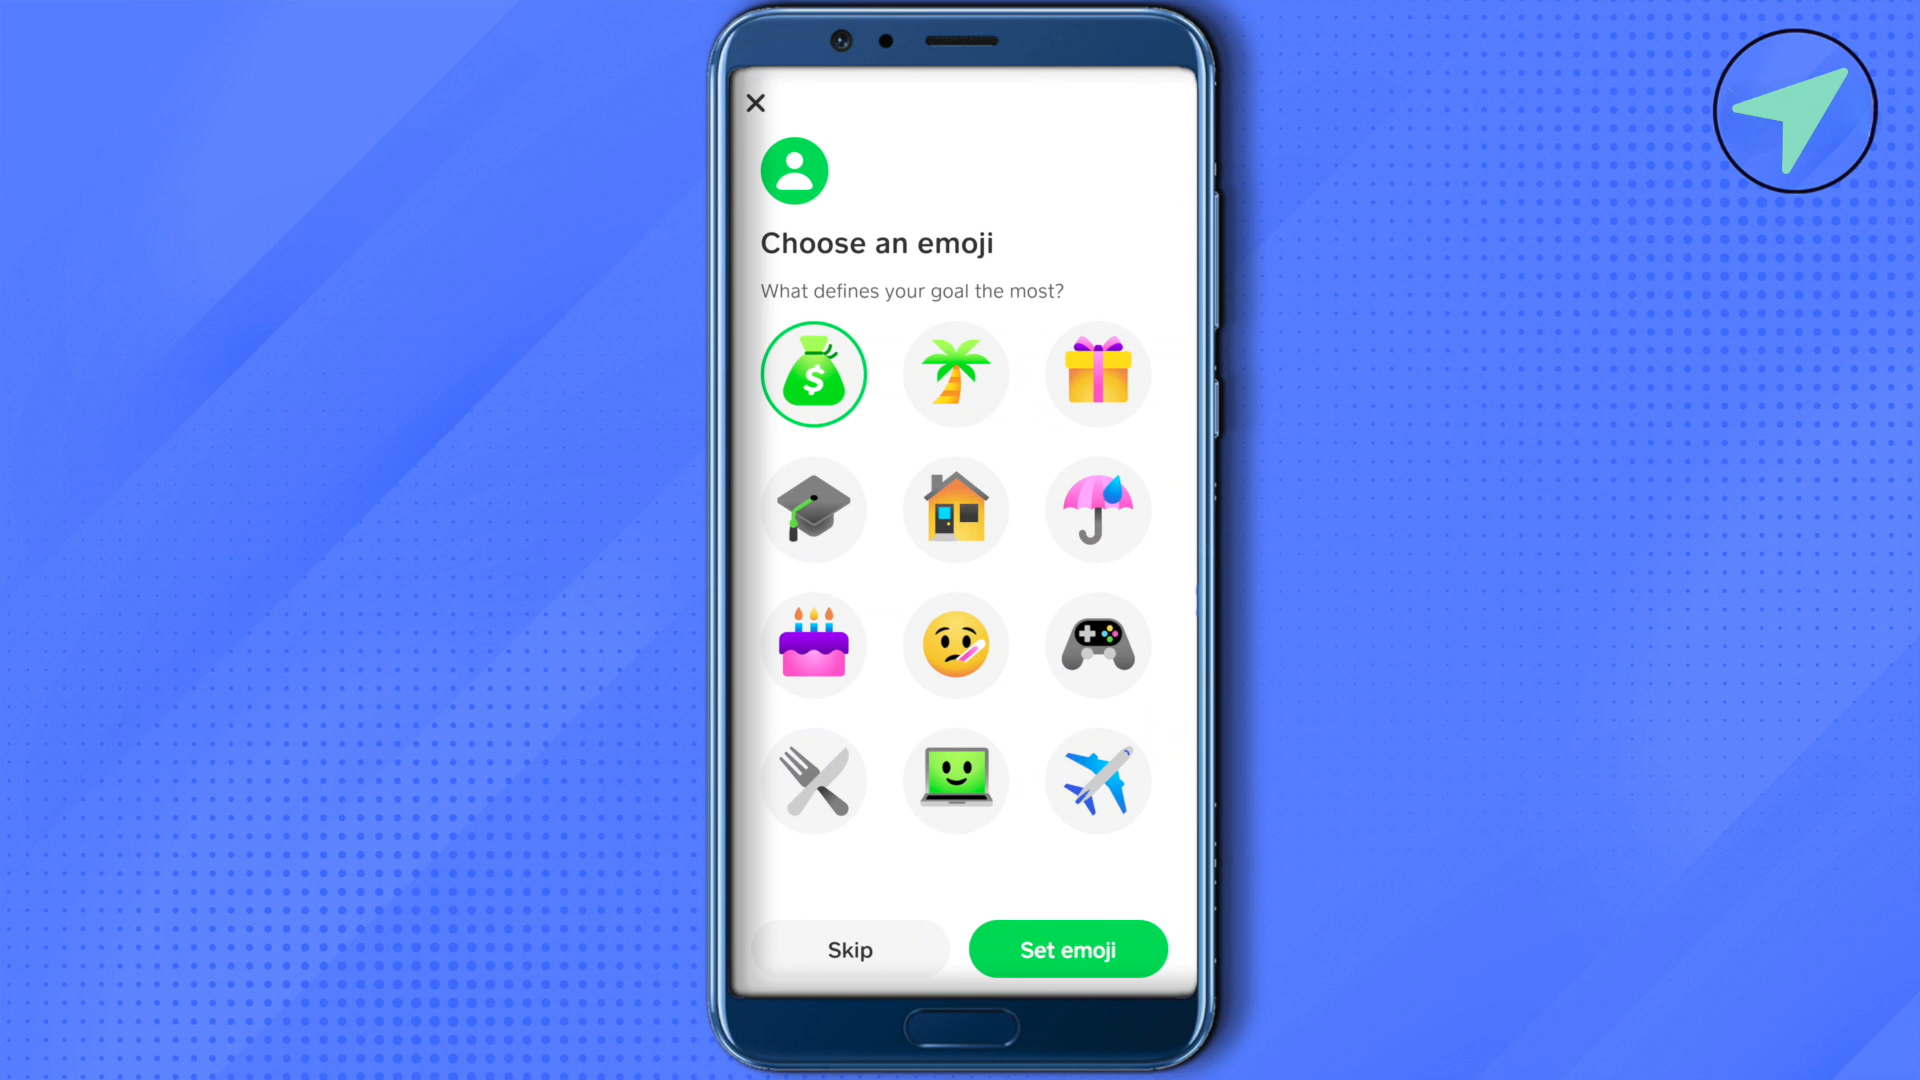 Choose an emoji
What defines your goal the most?
$
Skip
Set emoji